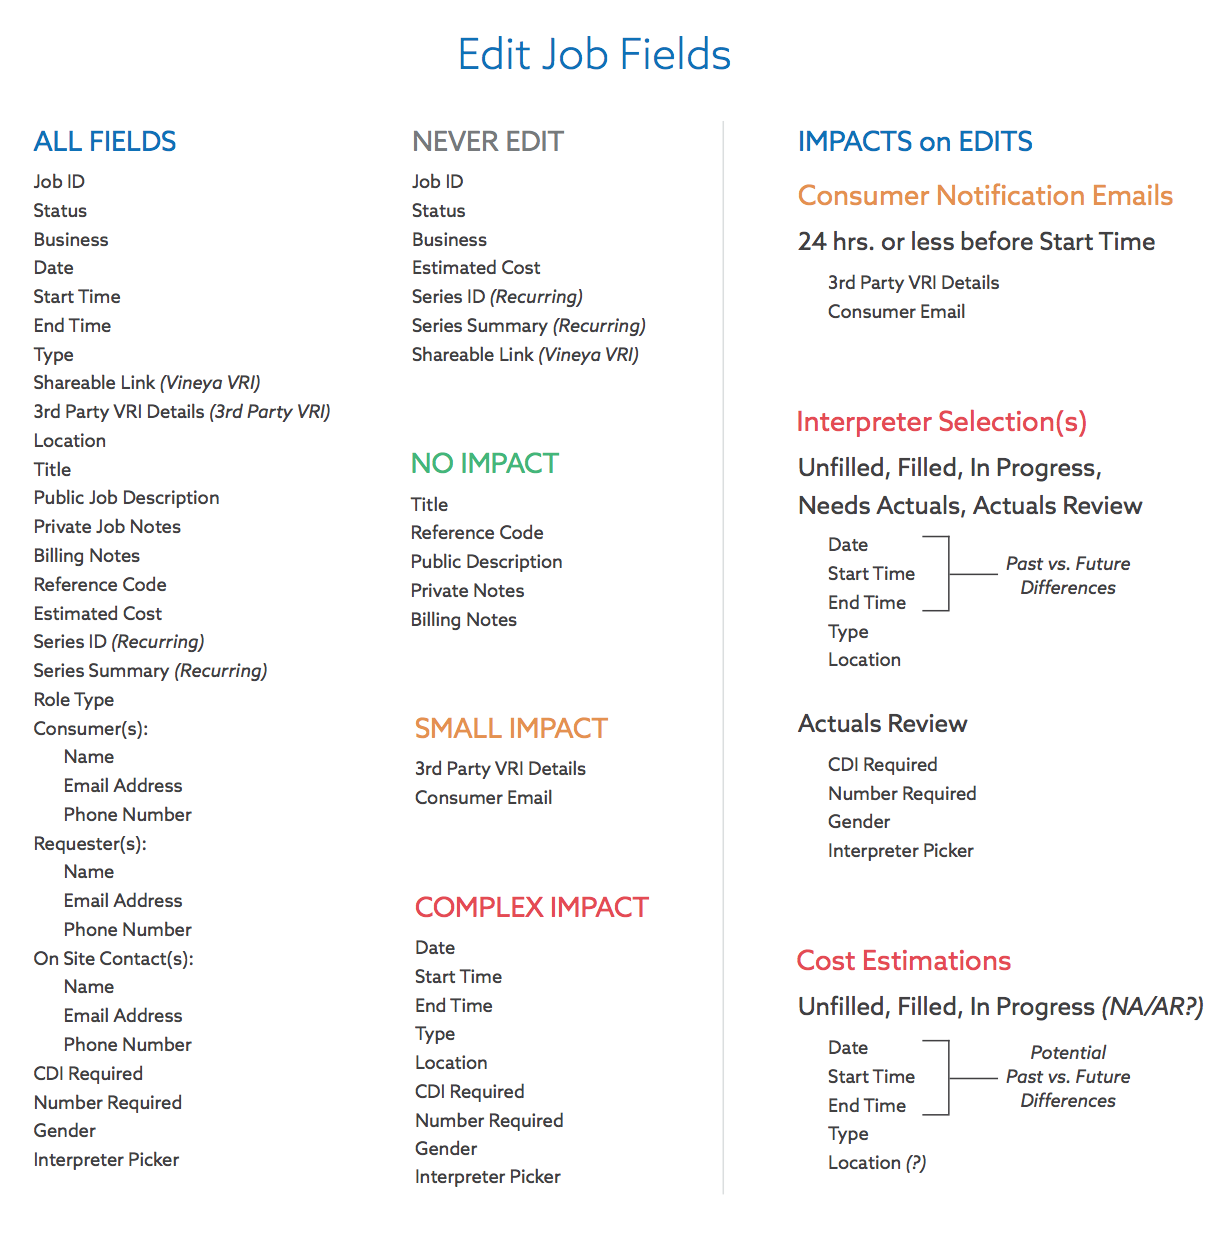 Edit Job Fields
ALL FIELDS
Job ID
Status
Business
Date
Start Time
End Time
Type
Shareable Link (Vineya VRI)
3rd Party VRI Details (3rd Party VRI)
Location
Title
Public Job Description
Private Job Notes
Billing Notes
Reference Code
Estimated Cost
Series ID (Recurring)
Series Summary (Recurring)
Role Type
Consumer(s):
Name
Email Address
Phone Number
Requester(s):
Name
Email Address
Phone Number
On Site Contact(s):
Name
Email Address
Phone Number
CDI Required
Number Required
Gender
Interpreter Picker
NEVER EDIT
Job ID
Status
Business
Estimated Cost
Series ID (Recurring)
Series Summary (Recurring)
Shareable Link (Vineya VRI)
NO IMPACT
Title
Reference Code
Public Description
Private Notes
Billing Notes
SMALL IMPACT
3rd Party VRI Details
Consumer Email
COMPLEX IMPACT
Date
Start Time
End Time
Type
Location
CDI Required
Number Required
Gender
Interpreter Picker
IMPACTS on EDITS
Consumer Notification Emails
24 hrs. or less before Start Time
3rd Party VRI Details
Consumer Email
Interpreter Selection(s)
Unfilled, Filled, In Progress,
Needs Actuals, Actuals Review
Date
Start Time
End Time
Past vs. Future
Differences
Type
Location
Actuals Review
CDI Required
Number Required
Gender
Interpreter Picker
Cost Estimations
Unfilled, Filled, In Progress (NA/AR?)
Date
Start Time
End Time
Potential
Past vs. Future
Differences
Type
Location (?)